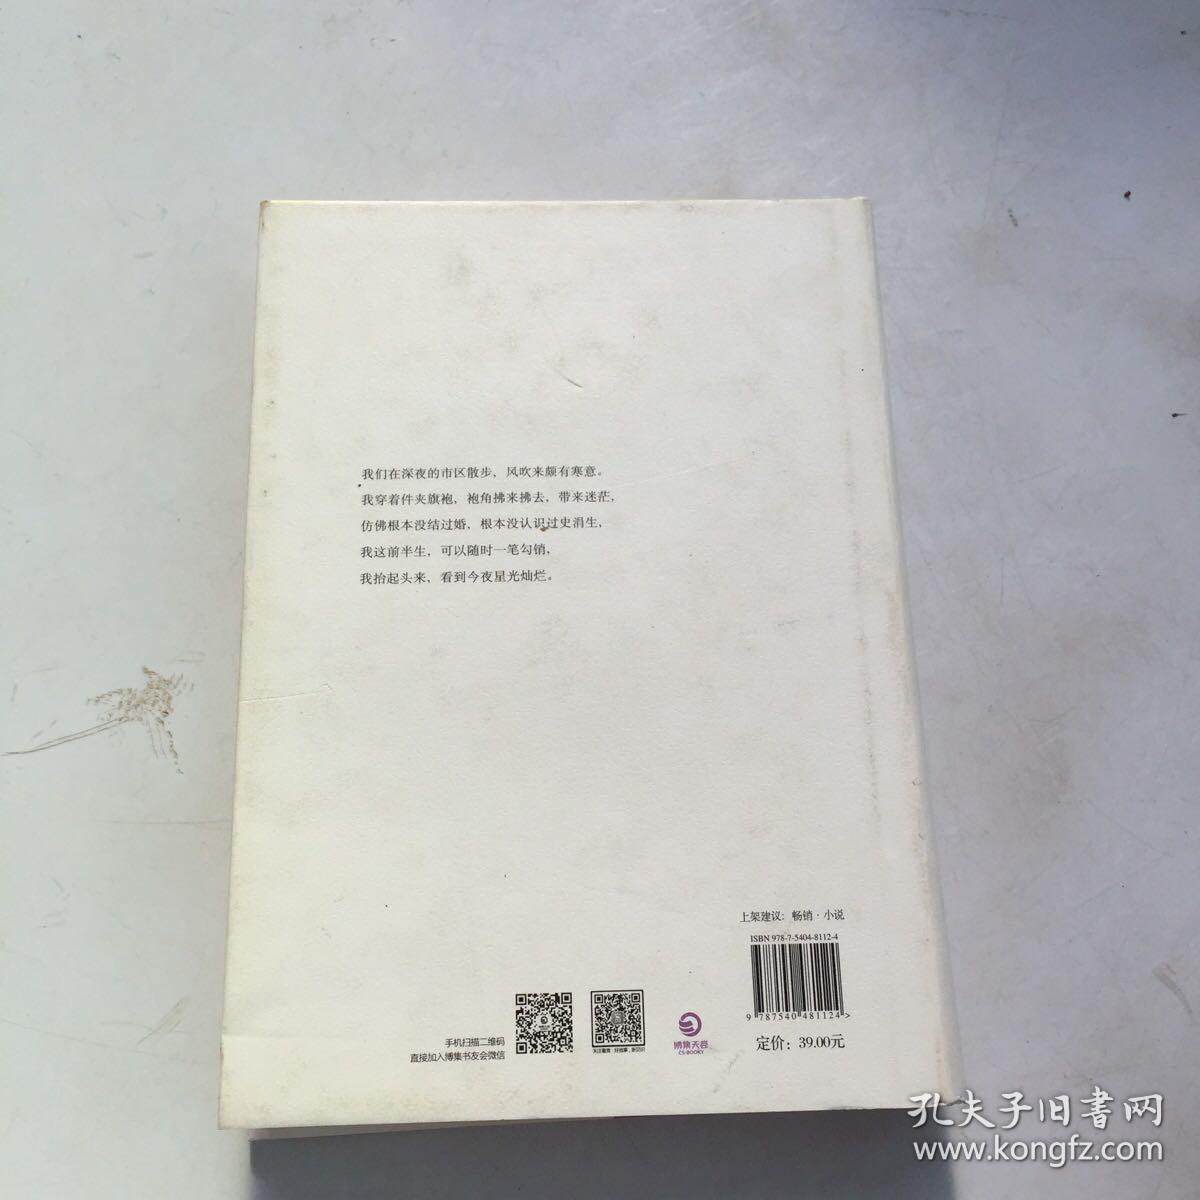 我们在深夜的市区散步，风吹来颇有寒意。
我穿着件夹旗袍，袍角拂来拂去，带来迷茫，
仿佛根本没结过婚，根本没认识过史涓生，
我这前半生，可以随时一笔勾销，
我抬起头来，看到今夜星光灿烂。
上架建议：畅销·小说
ISBN 978-7-5404-8112-4
9 787540 481124>
定价：39.00元
手机扫描二维码
直接加入博集书友会微信
博集天卷
CS-BOOKY
孔夫子旧書网
www.kongfz.com